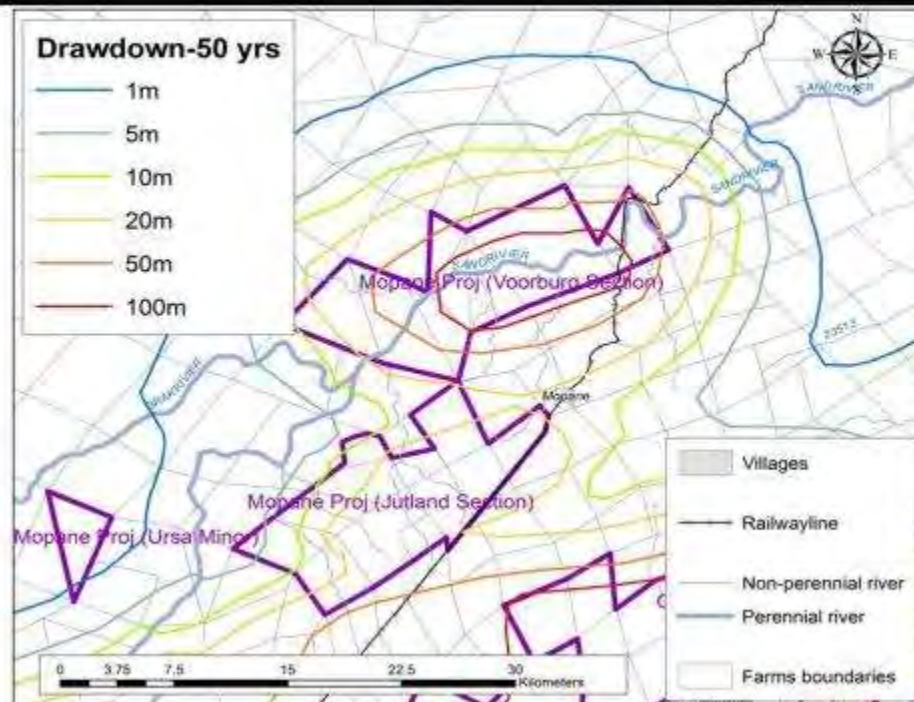 Drawdown-50 yrs
1m
5m
10m
20m
50m
100m
N
W
E
S
SANDRIVIER
SANDRIVIER
SANDRIVIER
Mopane Proj (Voorburg Section)
Mopane
Mopane Proj (Jutland Section)
Mopane Proj (Ursa Minor)
Villages
Railwayline
Non-perennial river
Perennial river
Farms boundaries
0
3.75
7.5
15
22.5
30
Kilometers